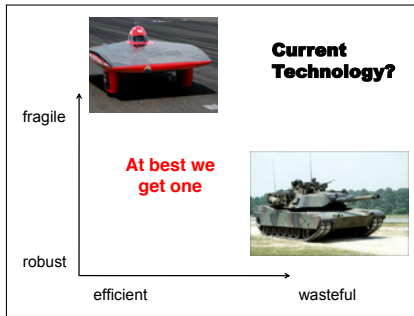 Current
Technology?
fragile
At best we
get one
robust
efficient
wasteful